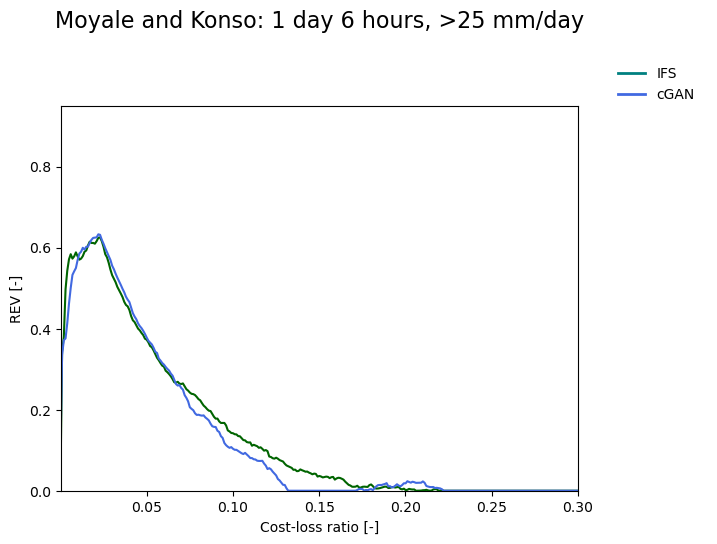 Moyale and Konso: 1 day 6 hours, >25 mm/day
IFS
cGAN
0.8
0.6
0.4
0.2
0.0
REV [-]
0.05 0.10 0.15 0.20 0.25 0.30
Cost-loss ratio [-]